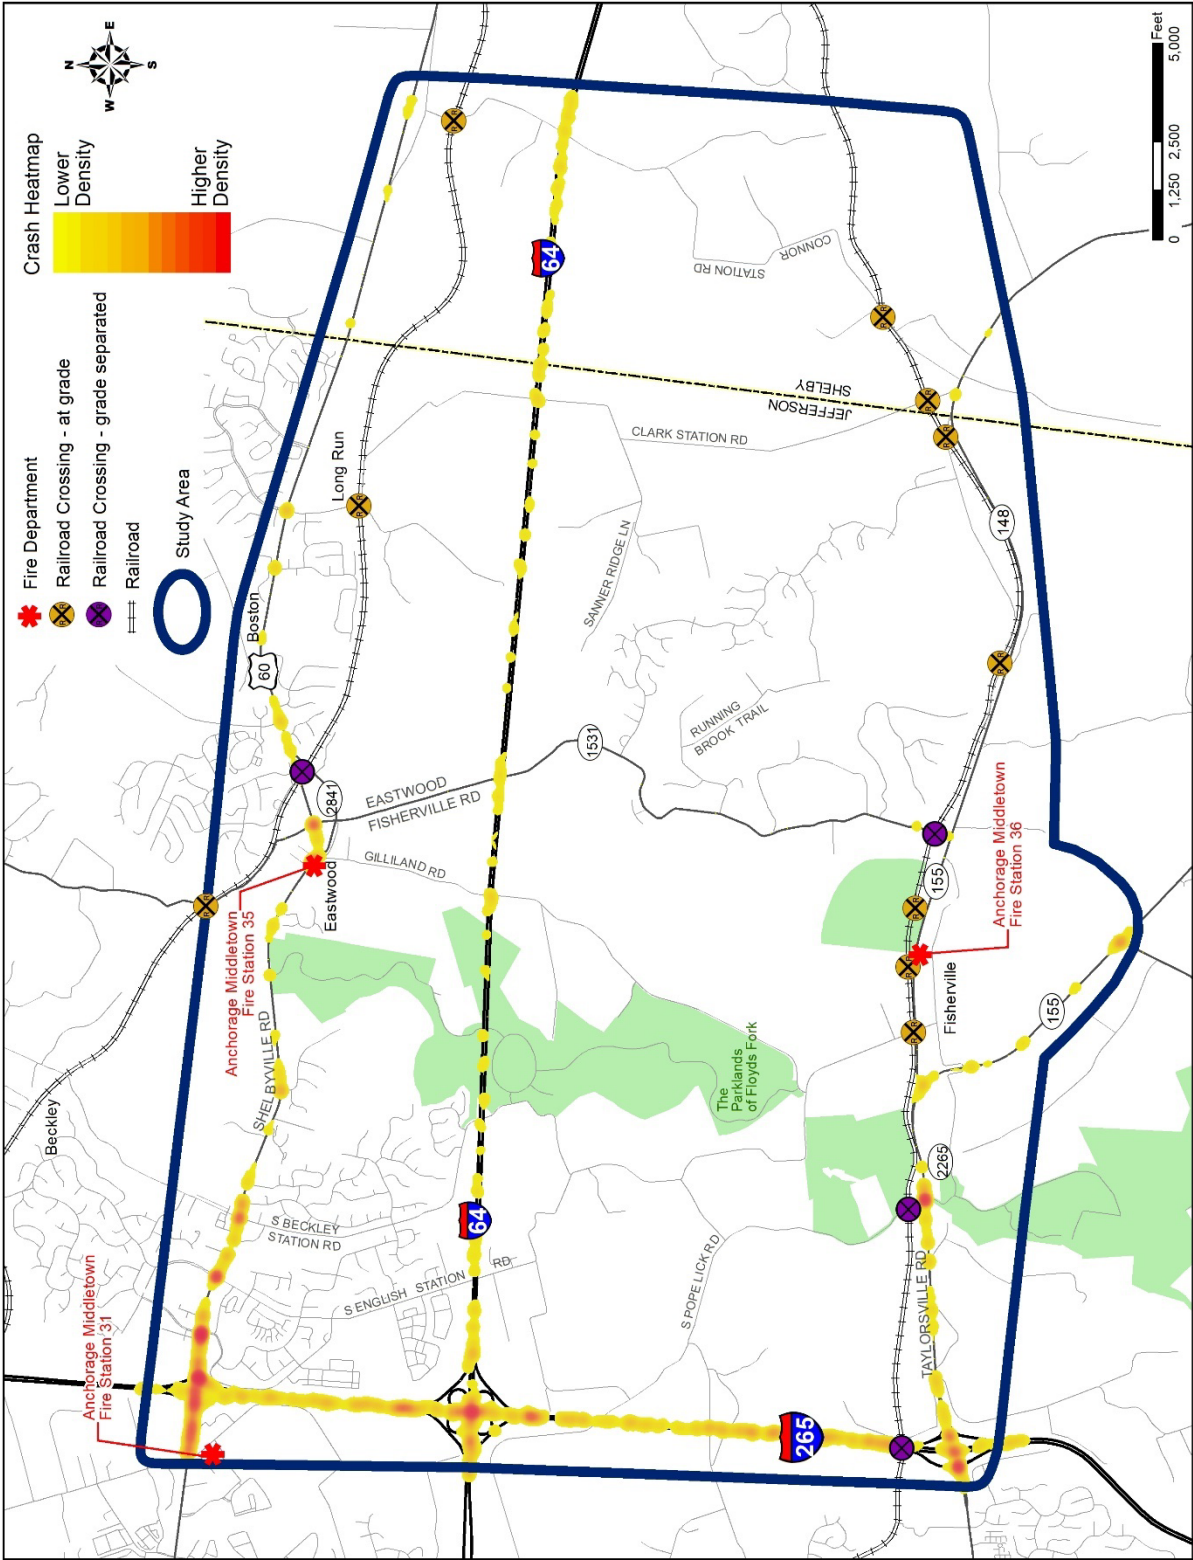 N
W
E
S
Crash Heatmap
Lower
Density
Higher
Density
Fire Department
Railroad Crossing - at grade
Railroad Crossing - grade separated
Railroad
Study Area
Beckley
Anchorage Middletown
Fire Station 31
SHELBYVILLE RD
Anchorage Middletown
Fire Station 35
Eastwood
2841
60
Boston
Long Run
S BECKLEY
STATION RD
S ENGLISH STATION RD
GILLILAND RD
EASTWOOD
FISHERVILLE RD
64
64
1531
SANNER RIDGE LN
CLARK STATION RD
JEFFERSON
SHELBY
CONNOR
STATION RD
RUNNING
BROOK TRAIL
The
Parklands
of Floyds Fork
S POPE LICK RD
265
TAYLORSVILLE RD
2265
Fisherville
155
155
Anchorage Middletown
Fire Station 36
148
0
1,250
2,500
5,000
Feet